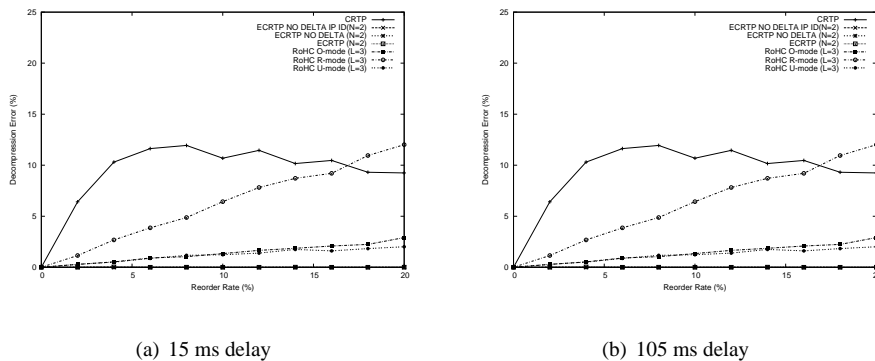 25
20
15
10
5
0
Decompression Error (%)
0 5 10 15 20
Reorder Rate (%)
CRTP
ECRTP NO DELTA IP ID(N=2)
ECRTP NO DELTA (N=2)
ECRTP (N=2)
RoHC O-mode (L=3)
RoHC R-mode (L=3)
RoHC U-mode (L=3)
(a) 15 ms delay
25
20
15
10
5
0
Decompression Error (%)
0 5 10 15 20
Reorder Rate (%)
CRTP
ECRTP NO DELTA IP ID(N=2)
ECRTP NO DELTA (N=2)
ECRTP (N=2)
RoHC O-mode (L=3)
RoHC R-mode (L=3)
RoHC U-mode (L=3)
(b) 105 ms delay